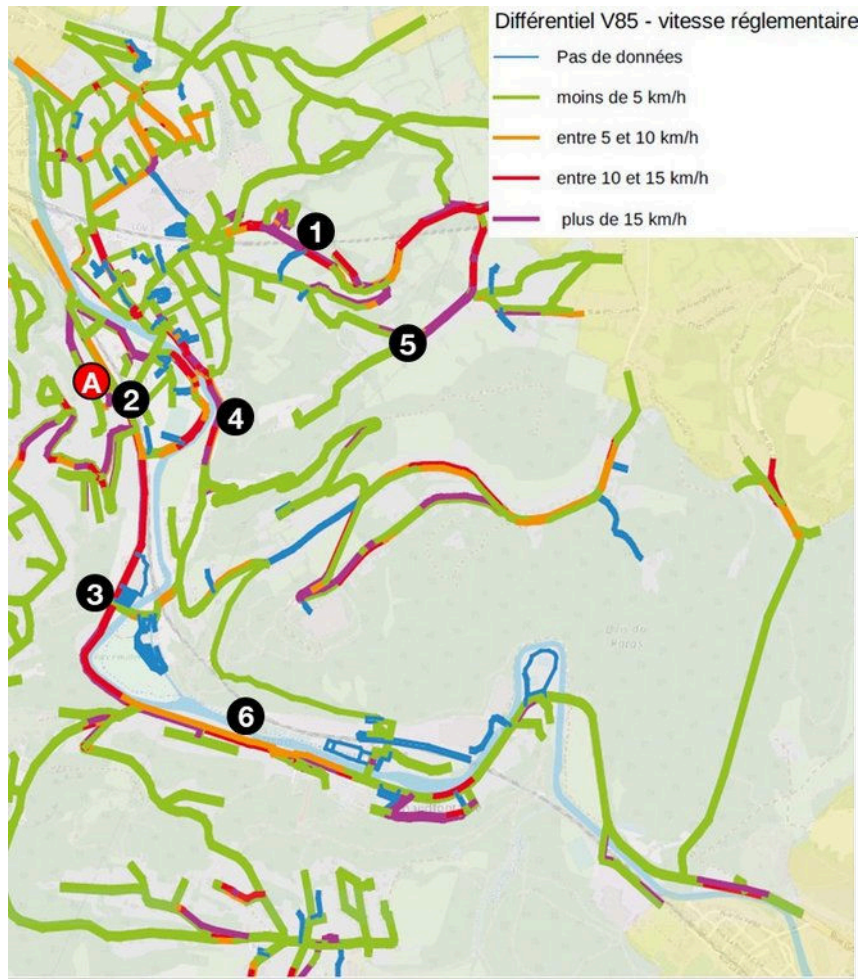 Différentiel V85 - vitesse réglementaire
Pas de données
moins de 5 km/h
entre 5 et 10 km/h
entre 10 et 15 km/h
plus de 15 km/h
1
5
A
2
4
3
6